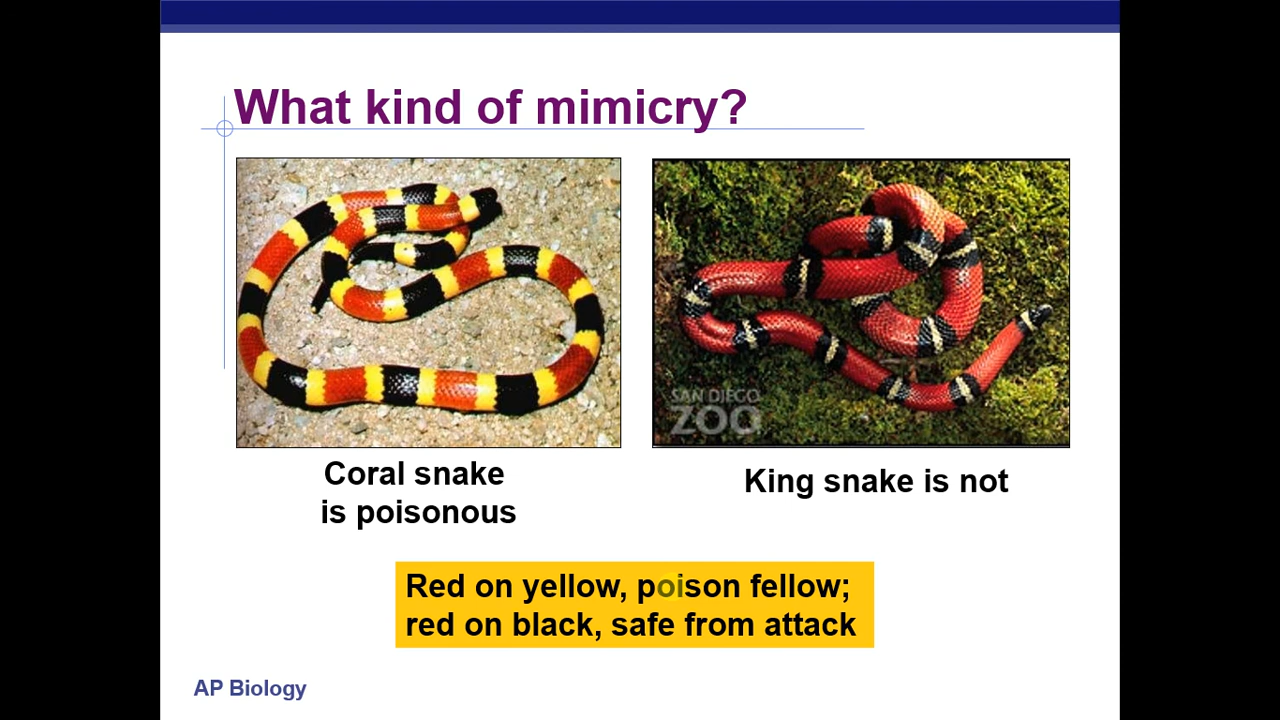 What kind of mimicry?
SAN DIEGO
ZOO
Coral snake
is poisonous
King snake is not
Red on yellow, poison fellow;
red on black, safe from attack
AP Biology